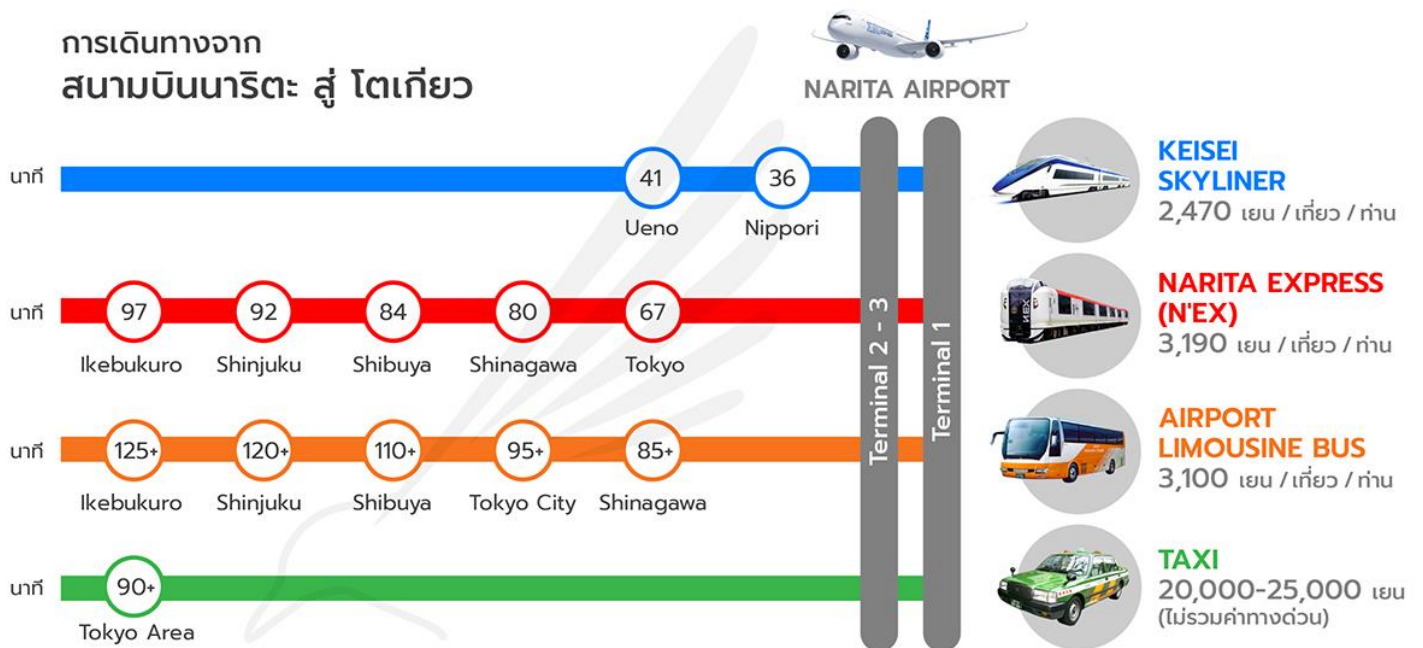 การเดินทางจาก
สนามบินนาริตะ สู่ โตเกียว
NARITA AIRPORT
Terminal 2 - 3
Terminal 1
นาที
41
36
Ueno
Nippori
KEISEI
SKYLINER
2,470 เยน / เที่ยว / ท่าน
นาที
97
92
84
80
67
Ikebukuro
Shinjuku
Shibuya
Shinagawa
Tokyo
NARITA EXPRESS
(N'EX)
3,190 เยน / เที่ยว / ท่าน
นาที
125+
120+
110+
95+
85+
Ikebukuro
Shinjuku
Shibuya
Tokyo City
Shinagawa
AIRPORT
LIMOUSINE BUS
3,100 เยน / เที่ยว / ท่าน
นาที
90+
Tokyo Area
TAXI
20,000-25,000 เยน
(ไม่รวมค่าทางด่วน)